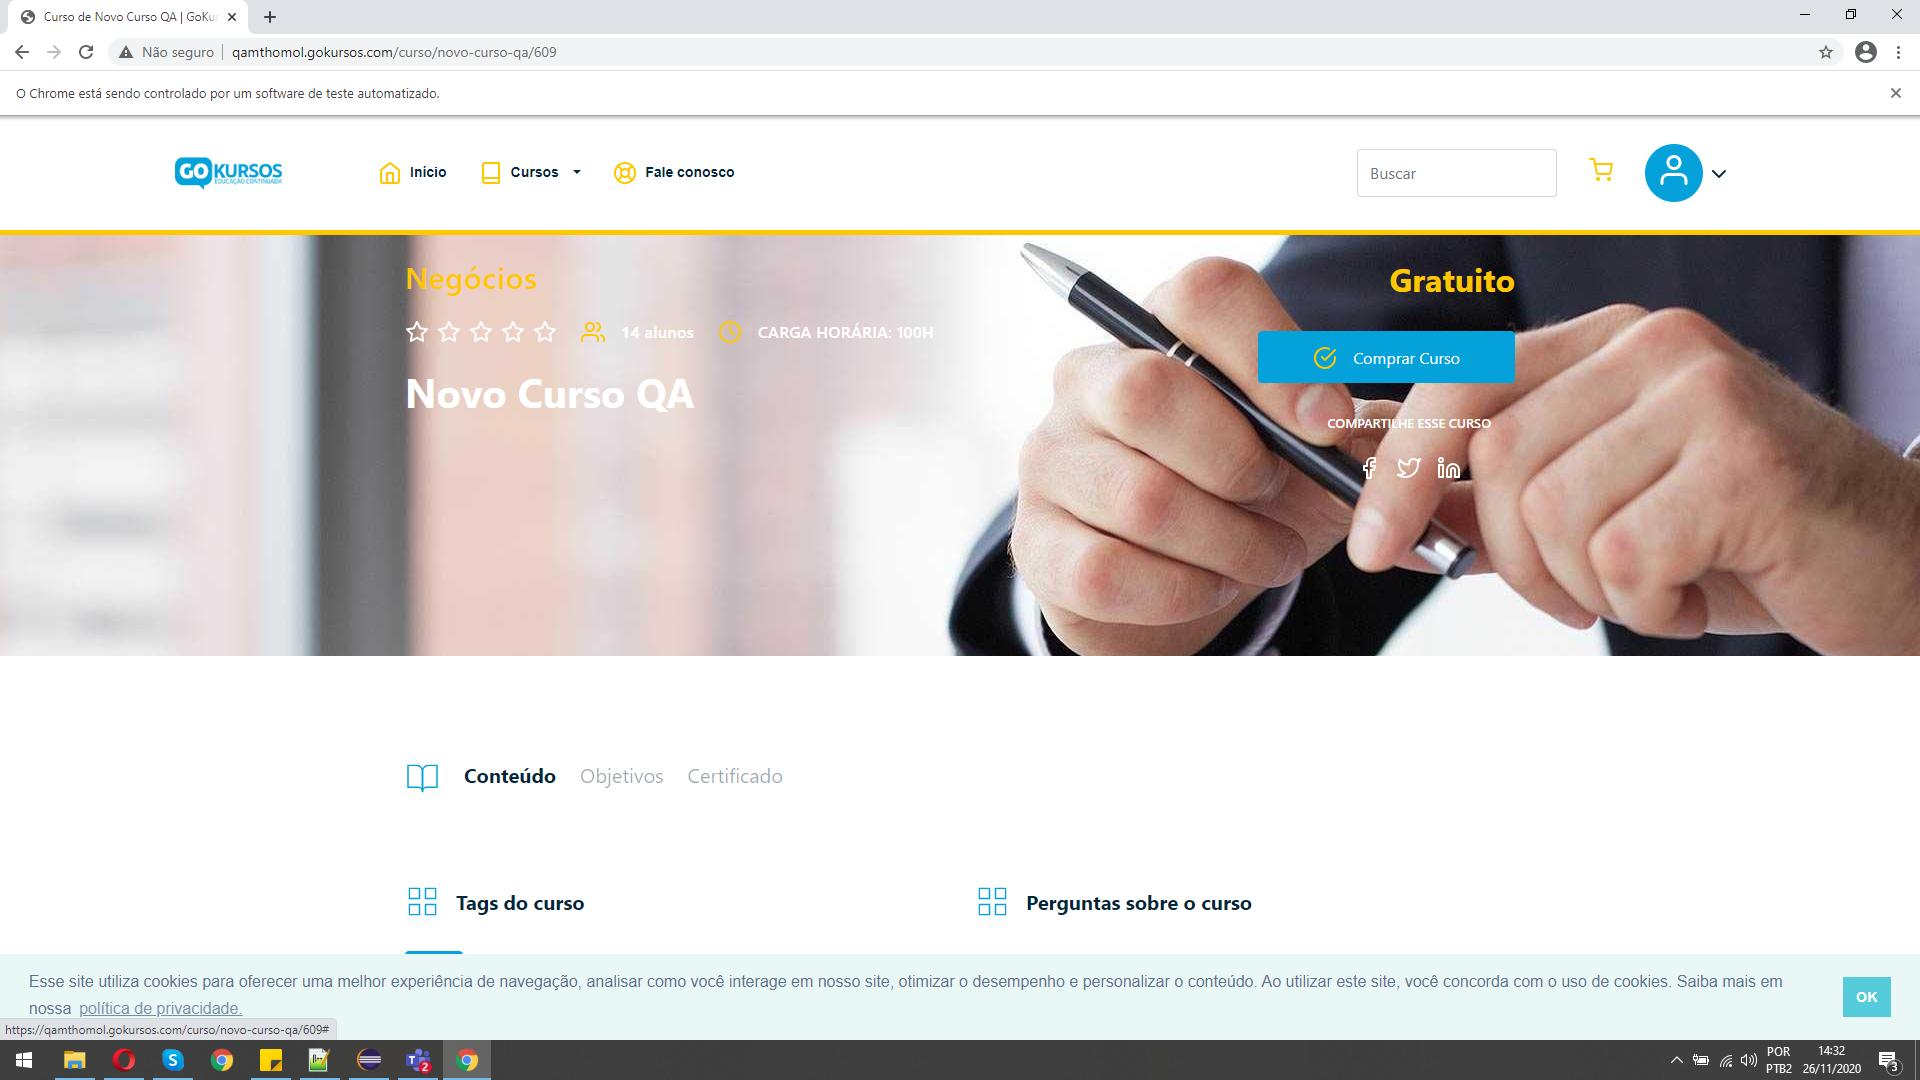 Curso de Novo Curso QA | GoKu
Não seguro
qamthomol.gokursos.com/curso/novo-curso-qa/609
O Chrome está sendo controlado por um software de teste automatizado.
GO KURSOS
EDUCAÇÃO CONTINUADA
Início
Cursos
Fale conosco
Buscar
Negócios
14 alunos
CARGA HORÁRIA: 100H
Novo Curso QA
Gratuito
Comprar Curso
COMPARTILHE ESSE CURSO
Conteúdo
Objetivos
Certificado
Tags do curso
Perguntas sobre o curso
Esse site utiliza cookies para oferecer uma melhor experiência de navegação, analisar como você interage em nosso site, otimizar o desempenho e personalizar o conteúdo. Ao utilizar este site, você concorda com o uso de cookies. Saiba mais em
nossa política de privacidade.
OK
https://qamthomol.gokursos.com/curso/novo-curso-qa/609#
2
POR
PTB2
14:32
26/11/2020
3